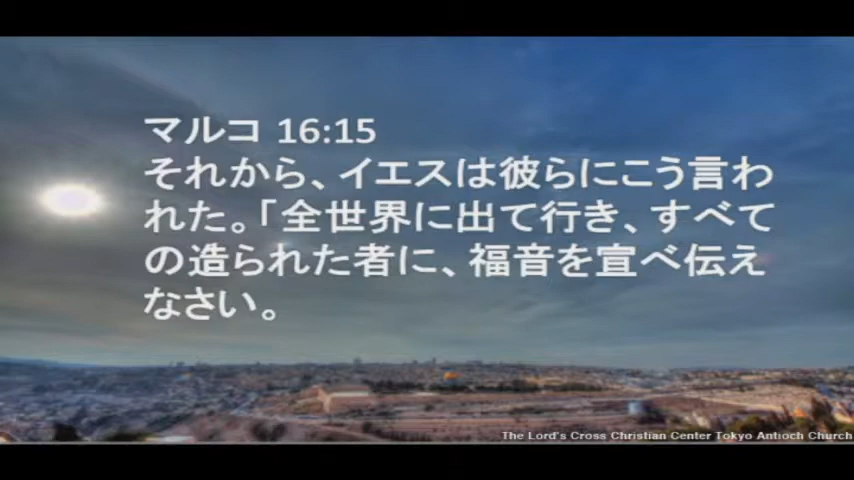 マルコ 16:15
それから、イエスは彼らにこう言わ
れた。「全世界に出て行き、すべて
の造られた者に、福音を宣べ伝え
なさい。
The Lord's Cross Christian Center Tokyo Antioch Church